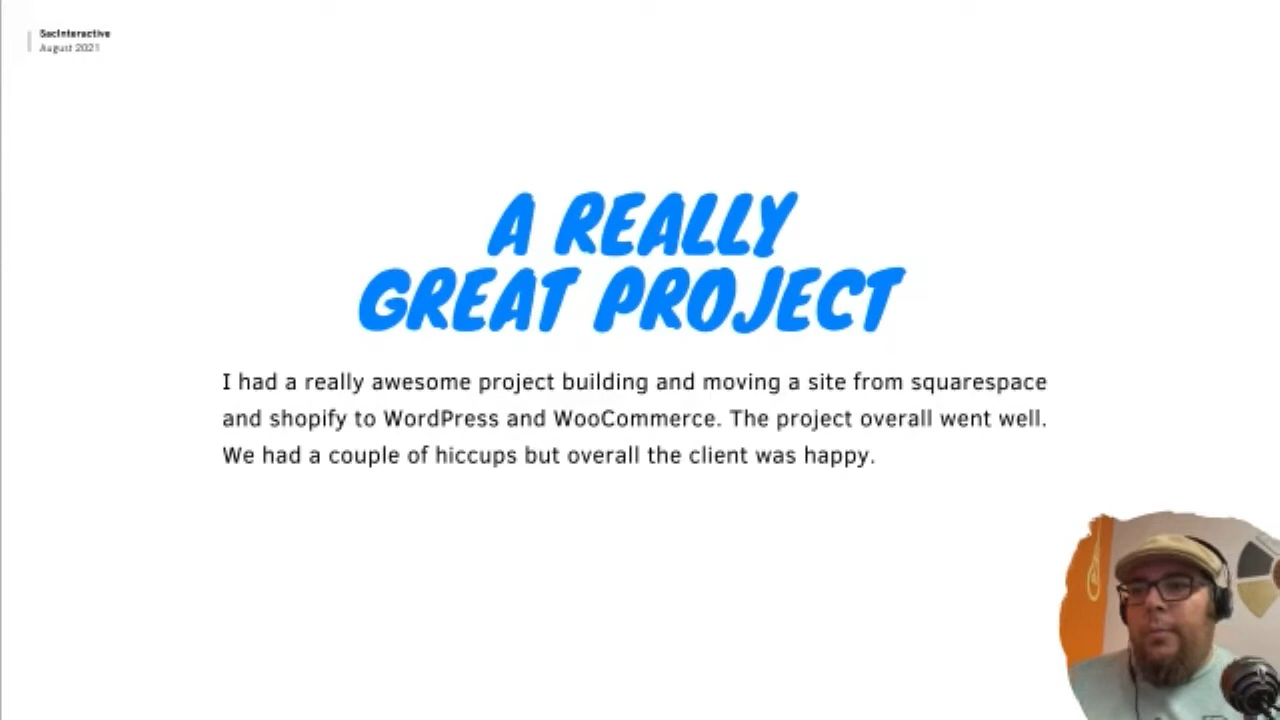 SacInteractive
August 2021
A REALLY
GREAT PROJECT
I had a really awesome project building and moving a site from squarespace
and shopify to WordPress and WooCommerce. The project overall went well.
We had a couple of hiccups but overall the client was happy.